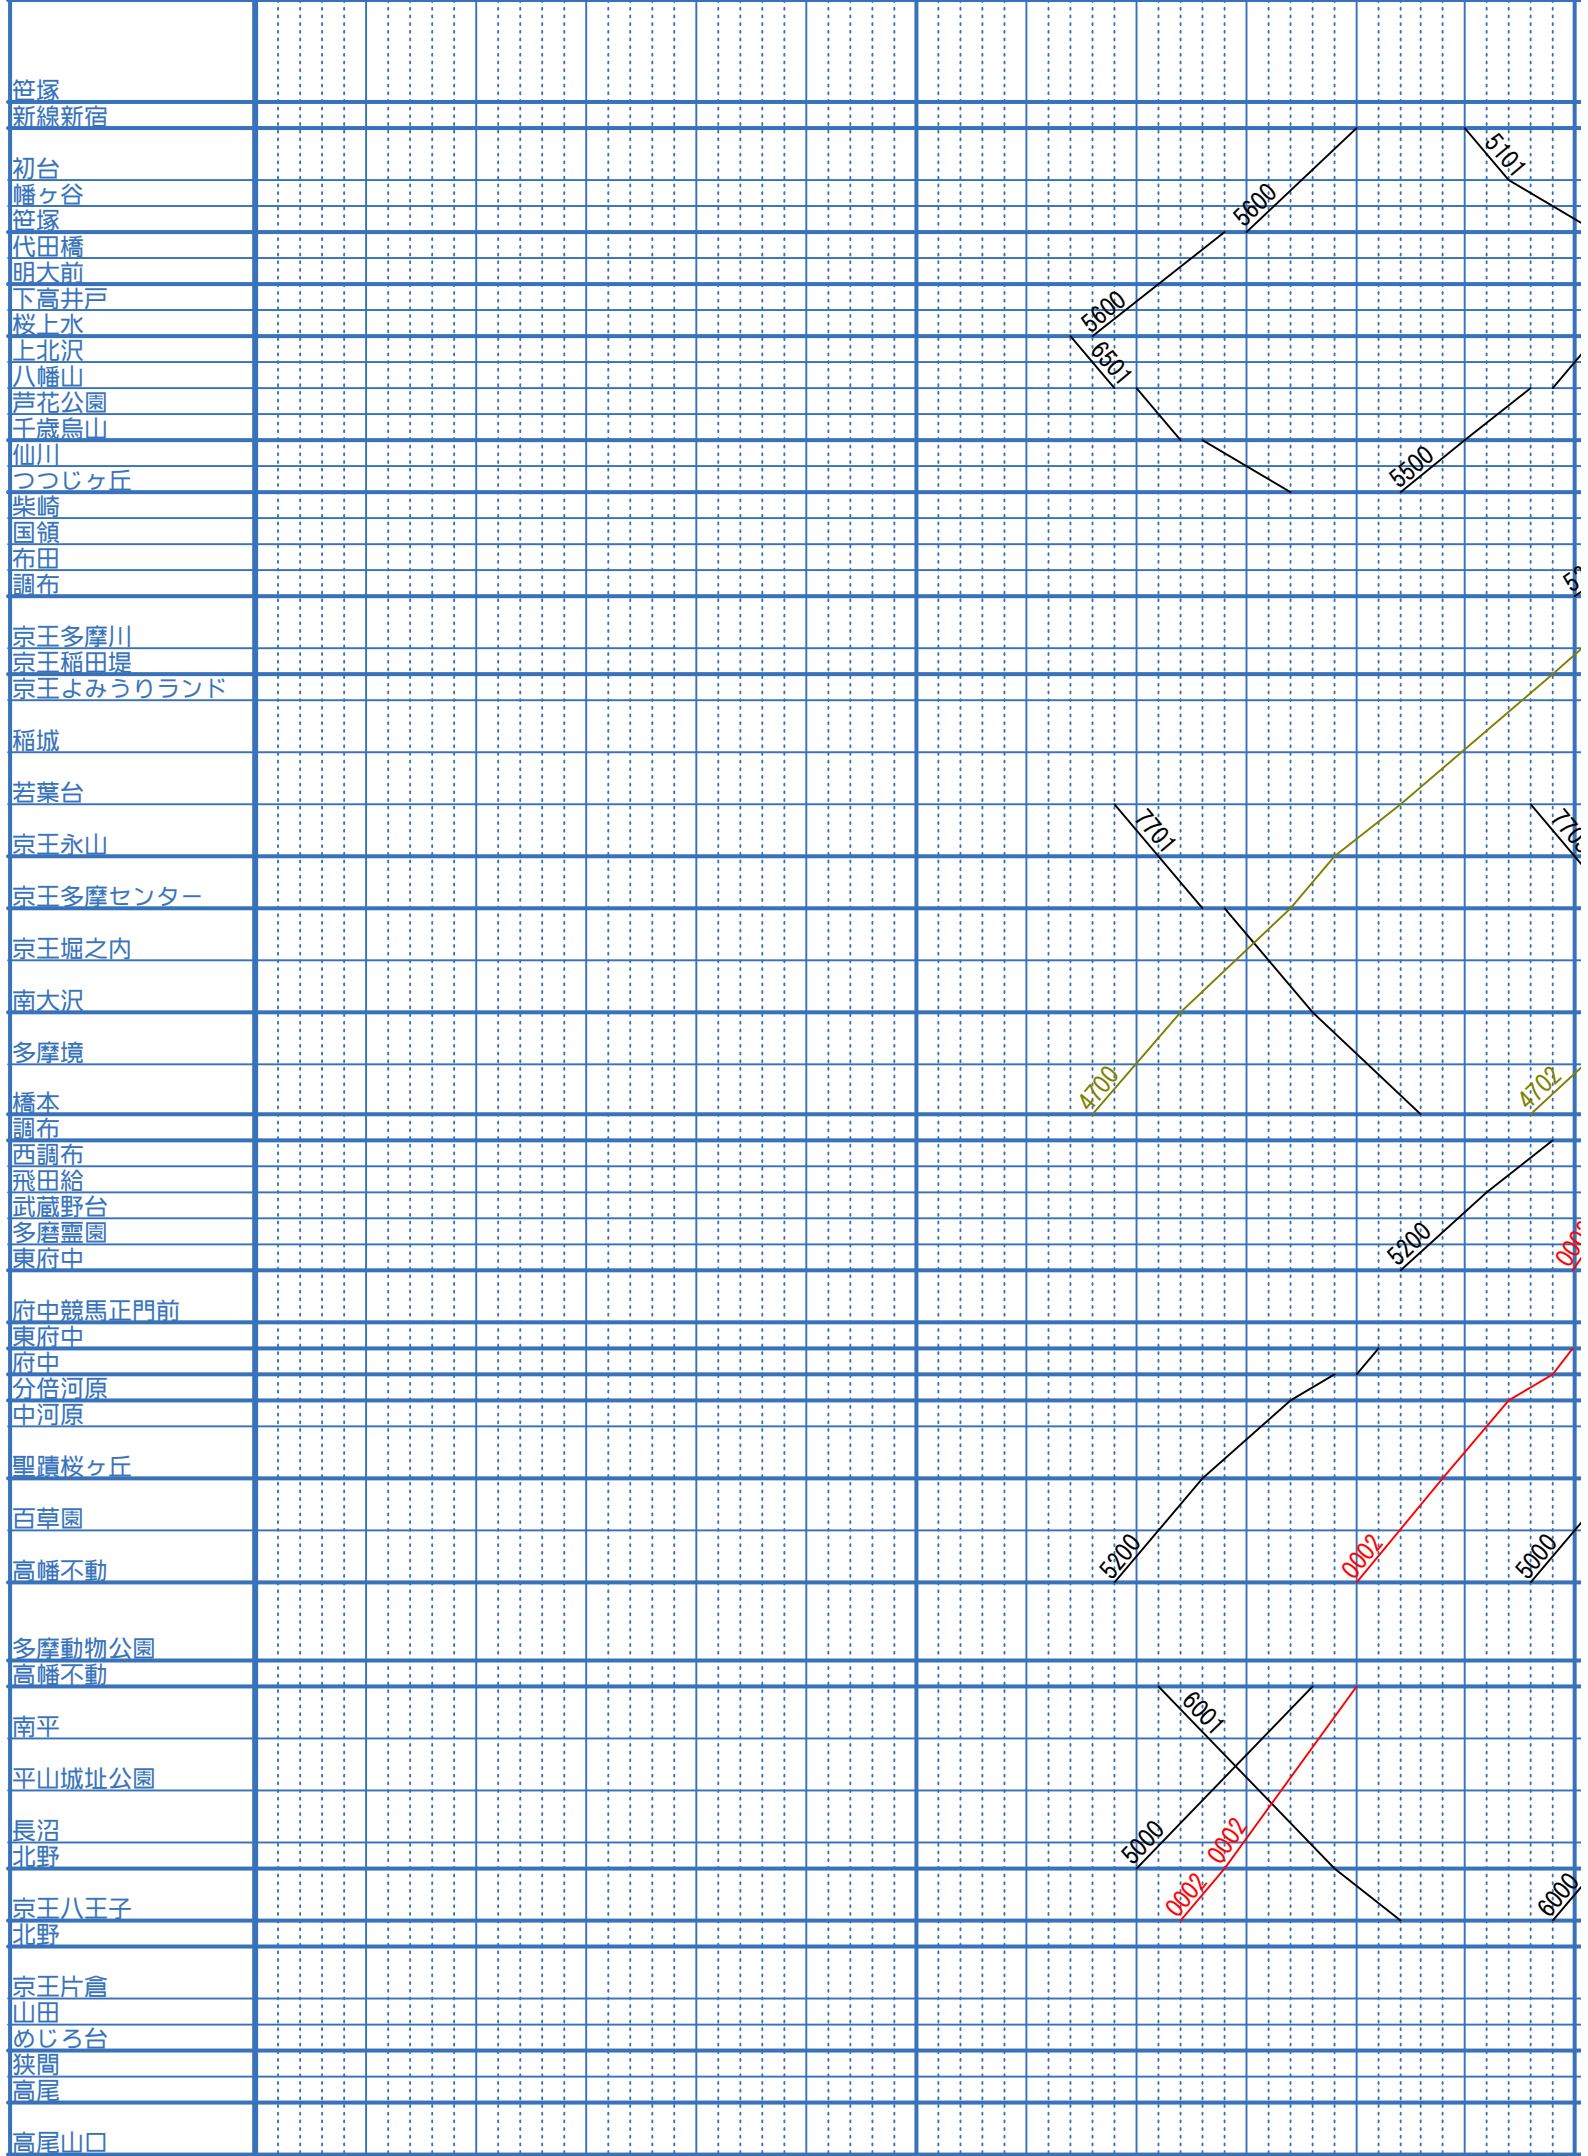 笹塚
新線新宿
初台
5101
幡ヶ谷
5600
笹塚
代田橋
明大前
下高井戸
5600
桜上水
上北沢
6501
八幡山
芦花公園
千歳烏山
仙川
5500
つつじヶ丘
柴崎
国領
布田
調布
京王多摩川
京王稲田堤
京王よみうりランド
稲城
若葉台
7701
京王永山
京王多摩センター
京王堀之内
南大沢
多摩境
4700
4702
橋本
調布
西調布
飛田給
武蔵野台
多磨霊園
5200
東府中
府中競馬正門前
東府中
府中
分倍河原
中河原
聖蹟桜ヶ丘
百草園
5200
0002
5000
高幡不動
多摩動物公園
高幡不動
6001
南平
平山城址公園
長沼
5000
0002
北野
0002
6000
京王八王子
北野
京王片倉
山田
めじろ台
狭間
高尾
高尾山口